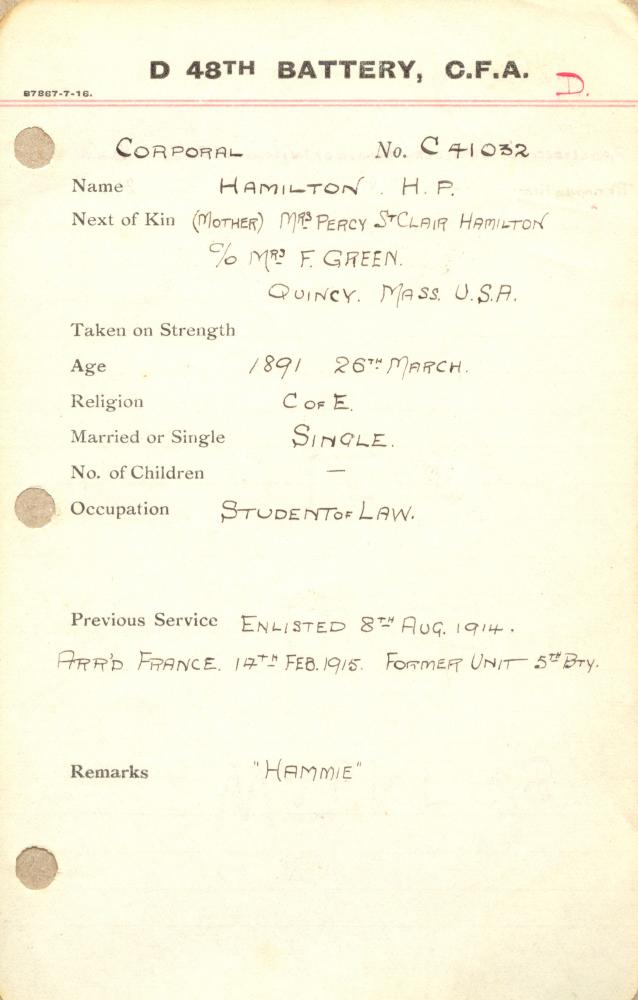 D 48TH BATTERY, C.F.A.
D.
87867-7-16.
CORPORAL No. C 41032
Name HAMILTON. H. P.
Next of Kin (MOTHER) MRS PERCY ST CLAIR HAMILTON
C/O MRS F. GREEN.
QUINCY. MASS. U.S.A.
Taken on Strength
Age 1891 26TH MARCH.
Religion C OF E.
Married or Single SINGLE.
No. of Children —
Occupation STUDENT OF LAW.
Previous Service ENLISTED 8TH AUG. 1914.
ARR'D FRANCE. 14TH FEB. 1915. FORMER UNIT 5TH BTY.
Remarks "HAMMIE"